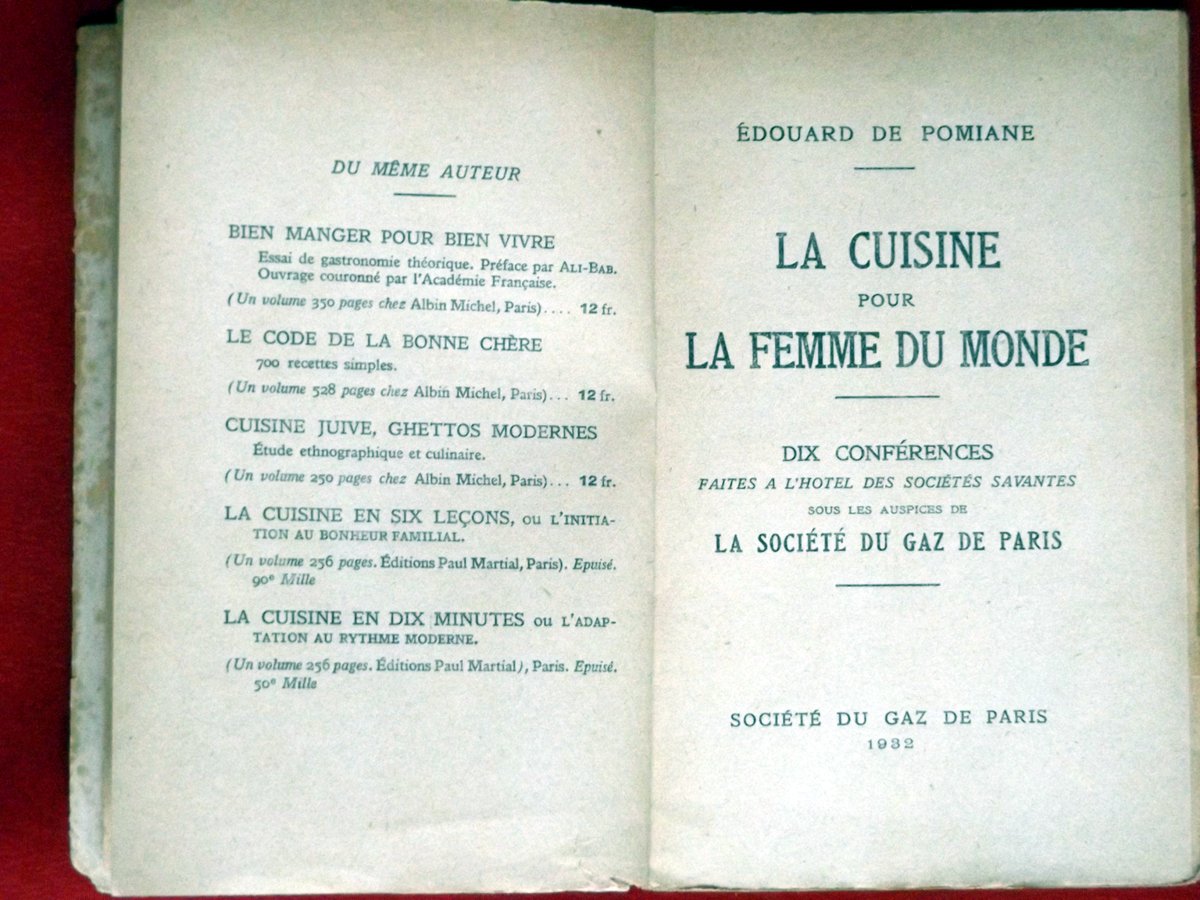 DU MÊME AUTEUR
BIEN MANGER POUR BIEN VIVRE
Essai de gastronomie théorique. Préface par ALI-BAB.
Ouvrage couronné par l'Académie Française.
(Un volume 350 pages chez Albin Michel, Paris).... 12 fr.
LE CODE DE LA BONNE CHÈRE
700 recettes simples.
(Un volume 528 pages chez Albin Michel, Paris)... 12 fr.
CUISINE JUIVE, GHETTOS MODERNES
Étude ethnographique et culinaire.
(Un volume 250 pages chez Albin Michel, Paris)... 12 fr.
LA CUISINE EN SIX LEÇONS, OU L'INITIA-
TION AU BONHEUR FAMILIAL.
(Un volume 256 pages. Éditions Paul Martial, Paris). Epuisé.
90e Mille
LA CUISINE EN DIX MINUTES OU L'ADAP-
TATION AU RYTHME MODERNE.
(Un volume 256 pages. Éditions Paul Martial), Paris. Epuisé.
50e Mille
ÉDOUARD DE POMIANE
LA CUISINE
POUR
LA FEMME DU MONDE
DIX CONFÉRENCES
FAITES A L'HOTEL DES SOCIÉTÉS SAVANTES
SOUS LES AUSPICES DE
LA SOCIÉTÉ DU GAZ DE PARIS
SOCIÉTÉ DU GAZ DE PARIS
1932